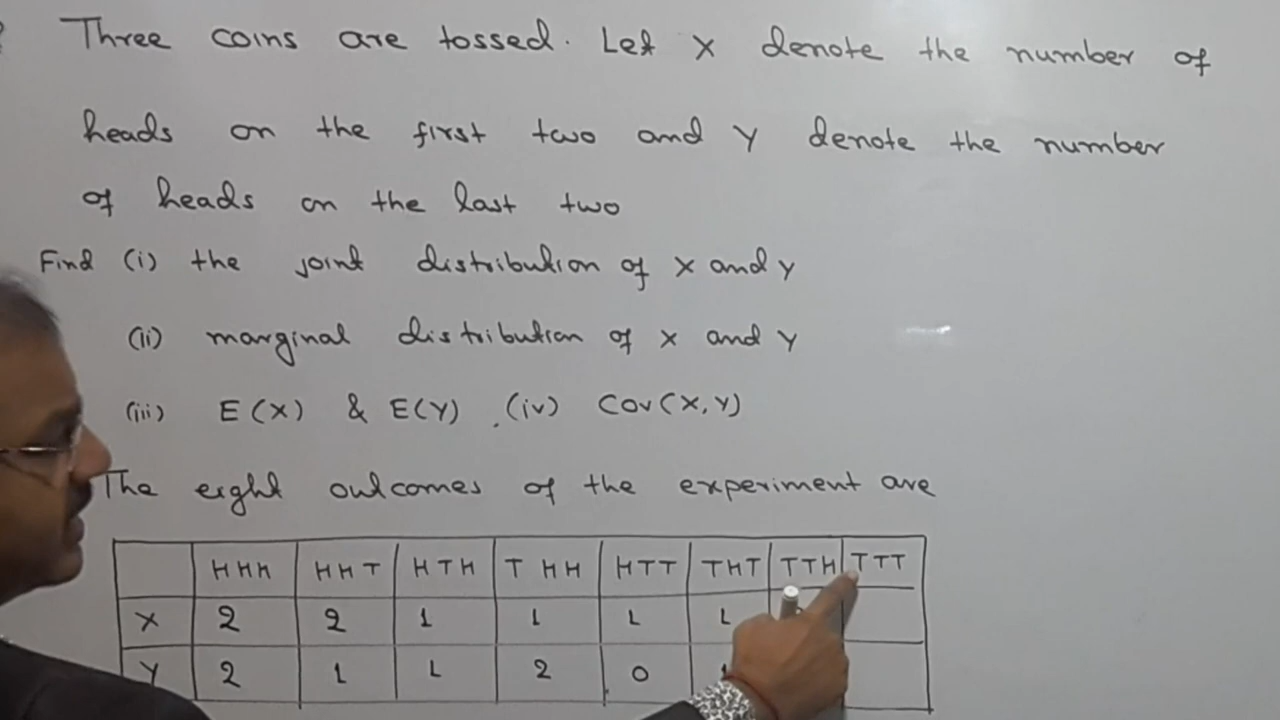 Three coins are tossed. Let X denote the number of
heads on the first two and Y denote the number
of heads on the last two
Find (i) the joint distribution of X and Y
(ii) marginal distribution of X and Y
(iii) E(X) & E(Y) (iv) Cov(X,Y)
The eight outcomes of the experiment are
HHH HHT HTH THH HTT THT TTH TTT
X 2 2 1 1 1 1
Y 2 1 1 2 0